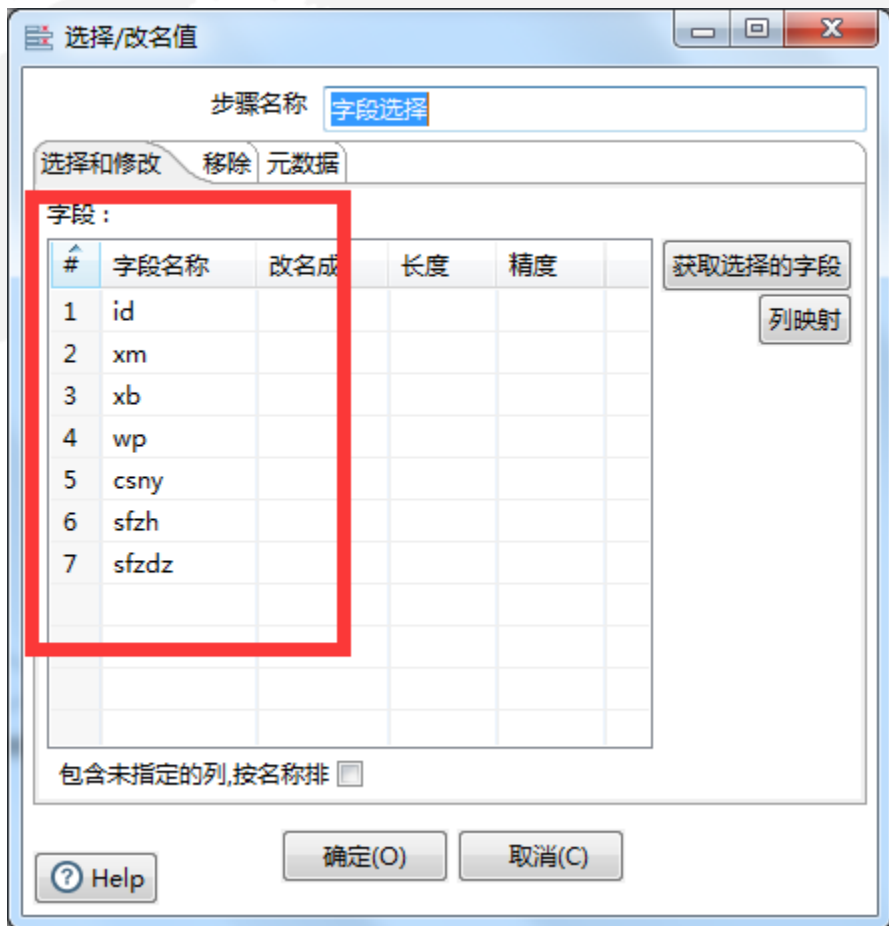 选择/改名值
步骤名称 字段选择
选择和修改 移除 元数据
字段：
# 字段名称 改名成 长度 精度 获取选择的字段
1 id 列映射
2 xm
3 xb
4 wp
5 csny
6 sfzh
7 sfzdz
包含未指定的列,按名称排
确定(O) 取消(C)
? Help